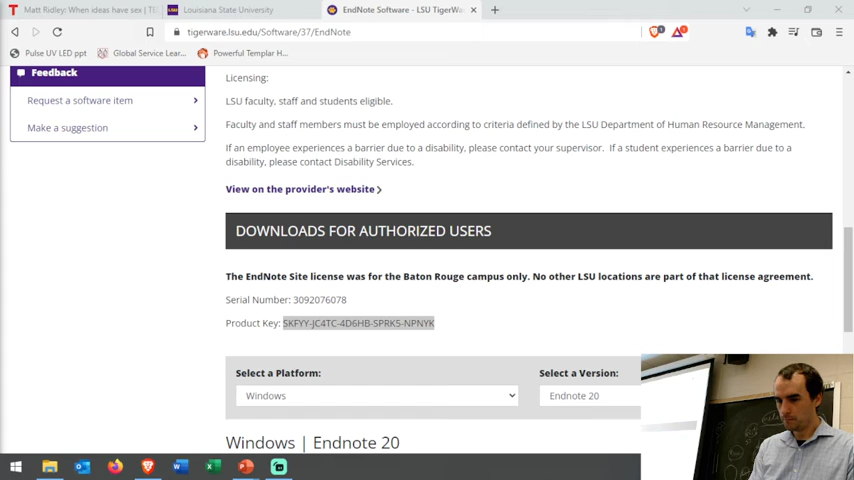 Matt Ridley: When ideas have sex | TE
Louisiana State University
EndNote Software - LSU TigerWa
tigerware.lsu.edu/Software/37/EndNote
Pulse UV LED ppt
Global Service Lear...
Powerful Templar H...
Feedback
Request a software item
Make a suggestion
Licensing:
LSU faculty, staff and students eligible.
Faculty and staff members must be employed according to criteria defined by the LSU Department of Human Resource Management.
If an employee experiences a barrier due to a disability, please contact your supervisor. If a student experiences a barrier due to a
disability, please contact Disability Services.
View on the provider's website
DOWNLOADS FOR AUTHORIZED USERS
The EndNote Site license was for the Baton Rouge campus only. No other LSU locations are part of that license agreement.
Serial Number: 3092076078
Product Key: SKFYY-JC4TC-4D6HB-SPRK5-NPNYK
Select a Platform:
Select a Version:
Windows
Endnote 20
Windows | Endnote 20